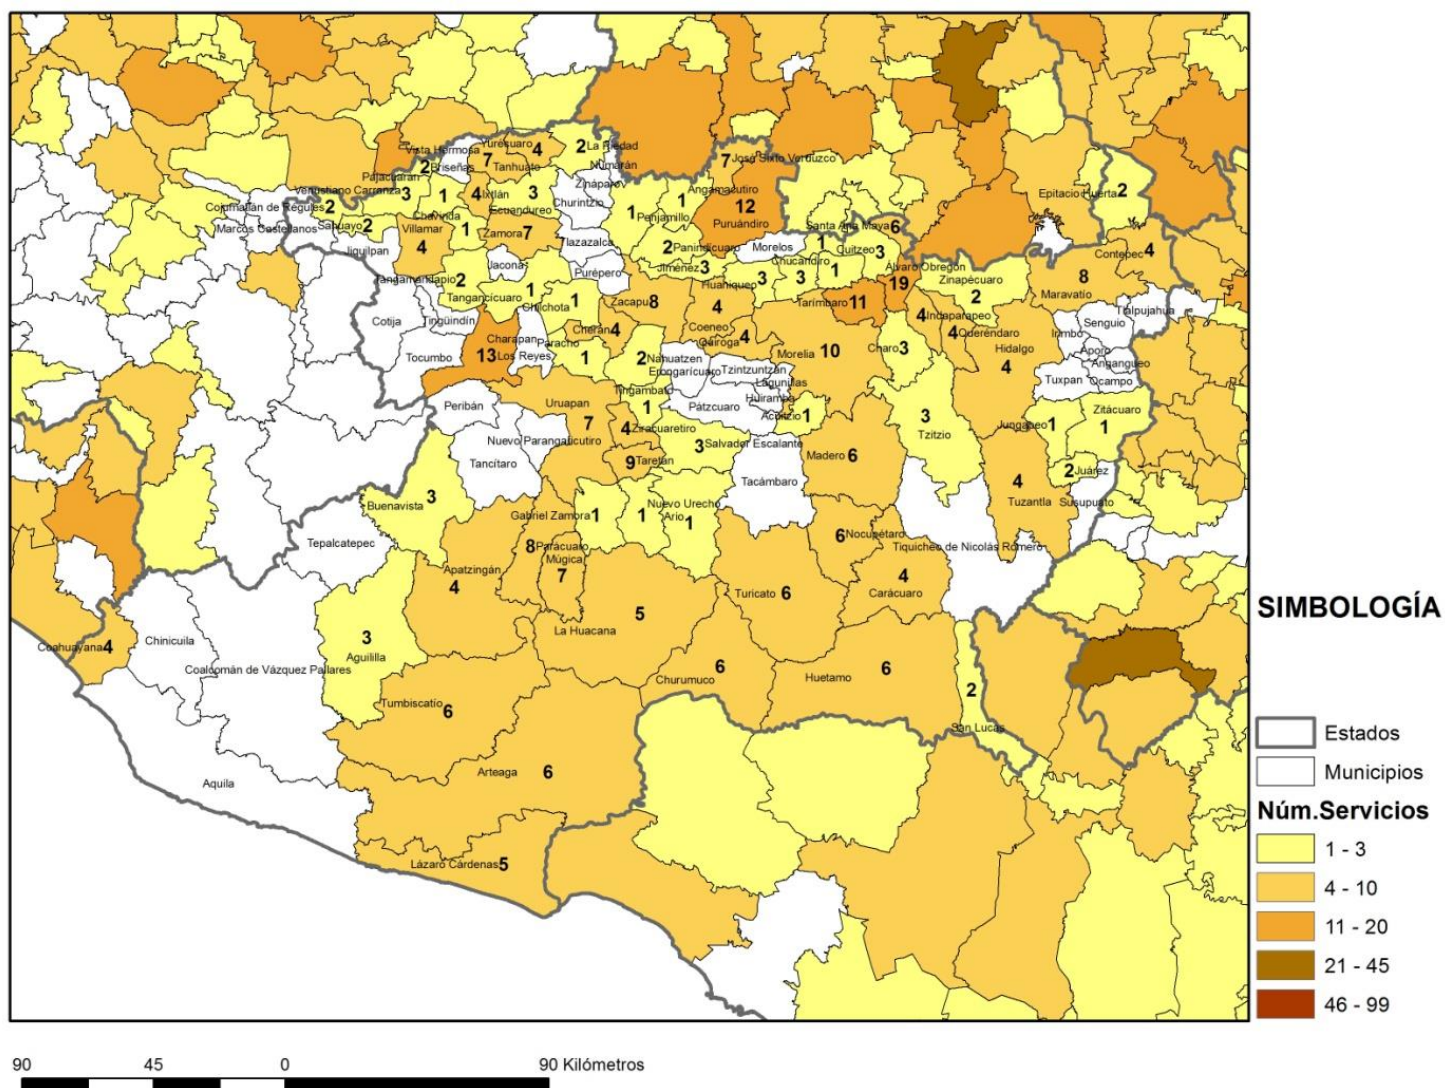 Vista Hermosa
Yurécuaro
4
2
La Piedad
7
Tanhuato
2
Briseñas
Numarán
7
José Sixto Verduzco
Pajacuarán
Venustiano Carranza
3
1
4
Ixtlán
3
Ecuandureo
Zináparo
Churintzio
1
Penjamillo
1
Angamacutiro
12
Puruándiro
Epitacio Huerta
2
Cojumatlán de Régules
2
Marcos Castellanos
Sahuayo
2
Chavinda
Villamar
4
1
Zamora
7
Tlazazalca
2
Panindícuaro
Morelos
1
Santa Ana Maya
6
Cuitzeo
3
Contepec
4
Jiquilpan
Jacona
Purépero
Jiménez
3
Huaniqueo
3
Chucándiro
3
1
Álvaro Obregón
19
Zinapécuaro
2
8
Maravatío
Tangamandapio
2
Tangancícuaro
1
Chilchota
1
Zacapu
8
4
Coeneo
Tarímbaro
11
4
Indaparapeo
4
Queréndaro
Hidalgo
4
Tlalpujahua
Senguio
Irimbo
Aporo
Angangueo
Tuxpan
Ocampo
Cotija
Tingüindín
Tocumbo
13
Charapan
Los Reyes
Paracho
Cherán
4
1
2
Nahuatzen
Erongarícuaro
Quiroga
4
Tzintzuntzan
Lagunillas
Huiramba
Morelia
10
Charo
3
Peribán
Uruapan
7
Tingambato
1
Pátzcuaro
Acuitzio
1
3
Tzitzio
Zitácuaro
1
Jungapeo
1
Nuevo Parangaricutiro
Tancítaro
4
Ziracuaretiro
9
Taretan
3
Salvador Escalante
Madero
6
Tacámbaro
4
Tuzantla
2
Juárez
Susupuato
3
Buenavista
Gabriel Zamora
1
1
Nuevo Urecho
Ario
1
Tepalcatepec
8
Parácuaro
Múgica
7
6
Nocupétaro
Tiquicheo de Nicolás Romero
Apatzingán
4
4
Carácuaro
Turicato
6
5
La Huacana
Coahuayana
4
Chinicuila
3
Aguililla
Coalcomán de Vázquez Pallares
6
Churumuco
Huetamo
6
2
San Lucas
Tumbiscatío
6
Arteaga
6
Aquila
Lázaro Cárdenas
5
SIMBOLOGÍA
Estados
Municipios
Núm.Servicios
1 - 3
4 - 10
11 - 20
21 - 45
46 - 99
90 45 0 90 Kilómetros